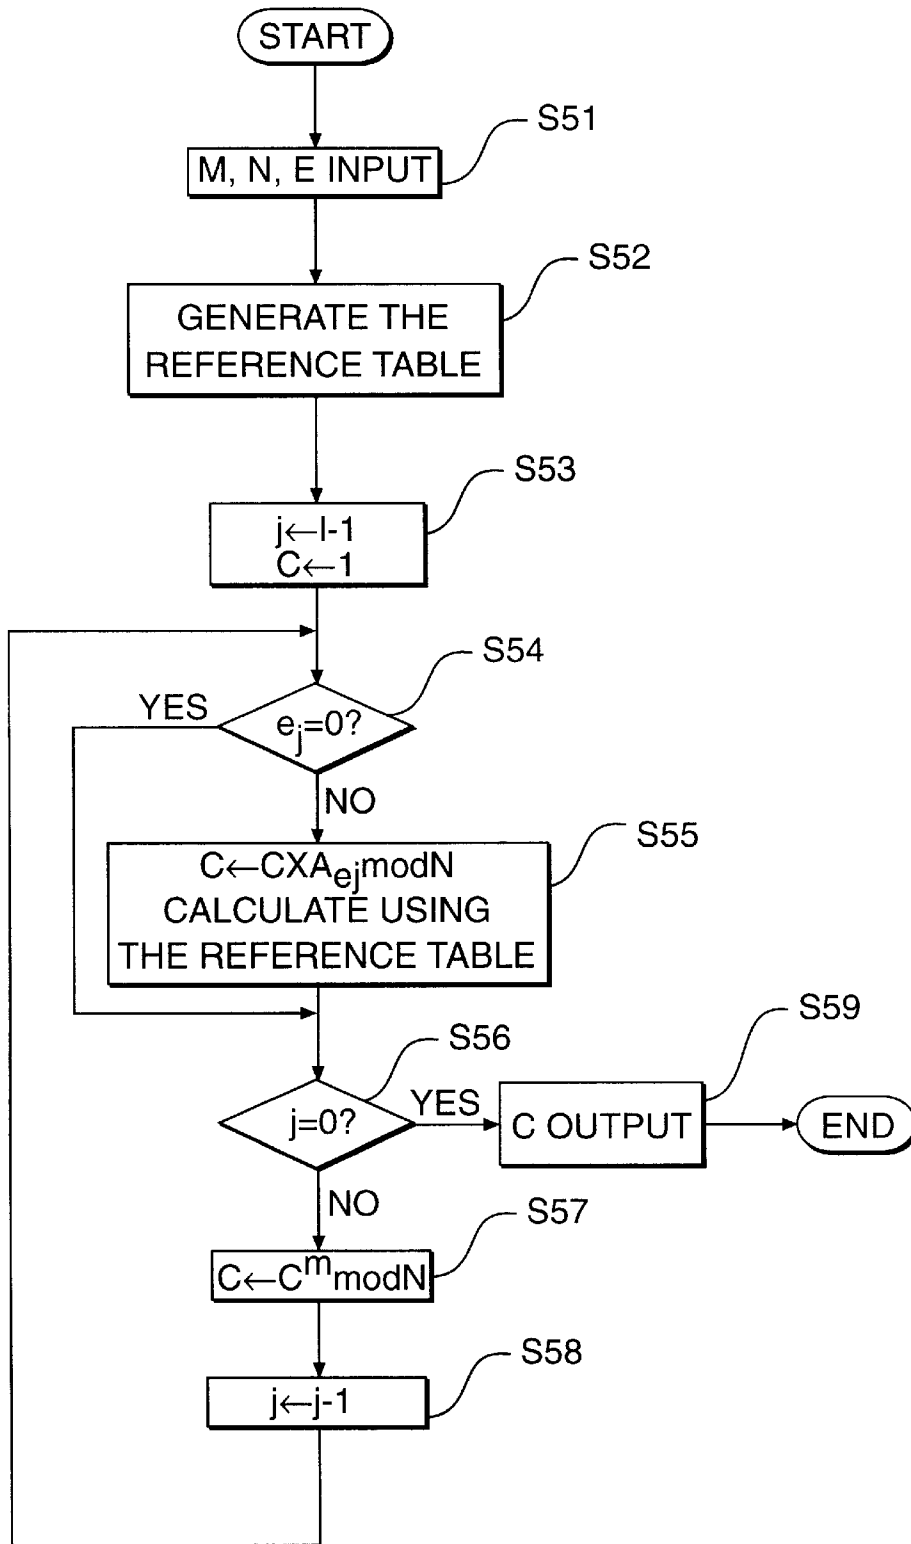 START
S51
M, N, E INPUT
S52
GENERATE THE
REFERENCE TABLE
S53
j←l-1
C←1
S54
YES
ej=0?
NO
S55
C←CXAejmodN
CALCULATE USING
THE REFERENCE TABLE
S59
S56
YES
j=0?
C OUTPUT
END
NO
S57
C←CmmodN
S58
j←j-1